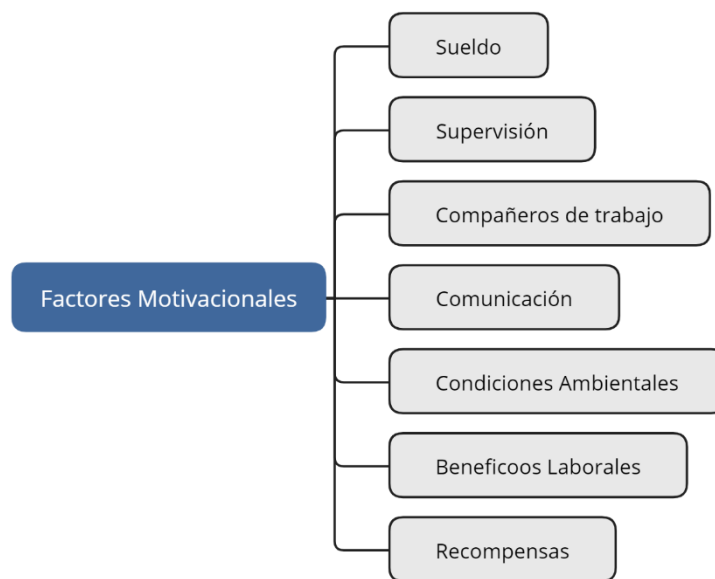 Sueldo
Supervisión
Compañeros de trabajo
Factores Motivacionales
Comunicación
Condiciones Ambientales
Beneficoos Laborales
Recompensas